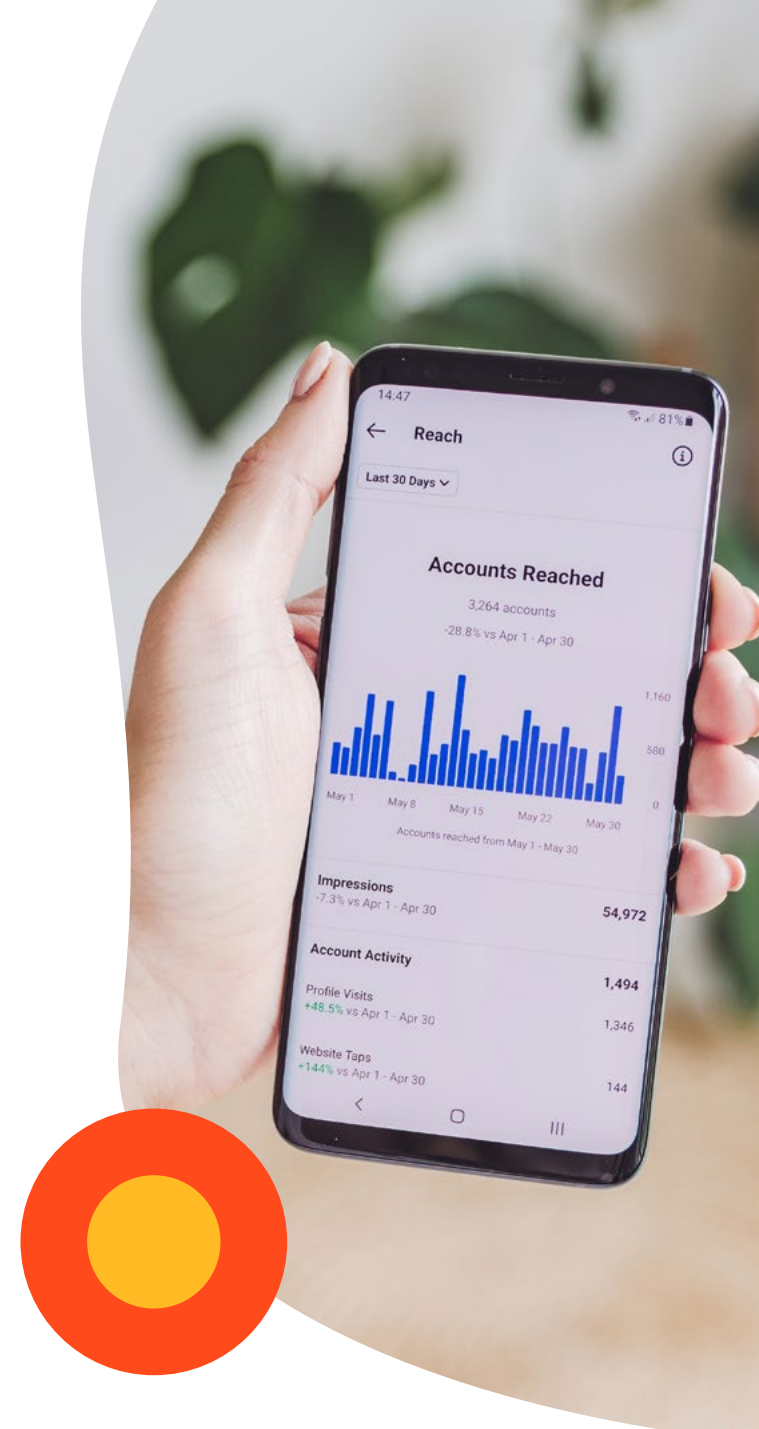 14:47
81%
Reach
Last 30 Days
Accounts Reached
3,264 accounts
-28.8% vs Apr 1 - Apr 30
1,160
580
0
May 1 May 8 May 15 May 22 May 30
Accounts reached from May 1 - May 30
Impressions
-7.3% vs Apr 1 - Apr 30
54,972
Account Activity
1,494
Profile Visits
+48.5% vs Apr 1 - Apr 30
1,346
Website Taps
+144% vs Apr 1 - Apr 30
144